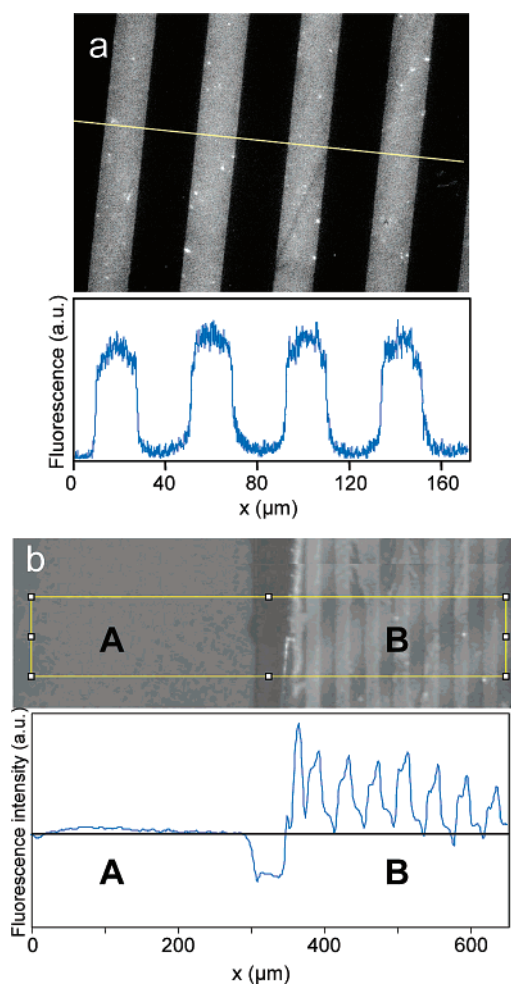 a
Fluorescence (a.u.)
0 40 80 120 160
x (μm)
b
A B
Fluorescence intensity (a.u.)
A B
0 200 400 600
x (μm)